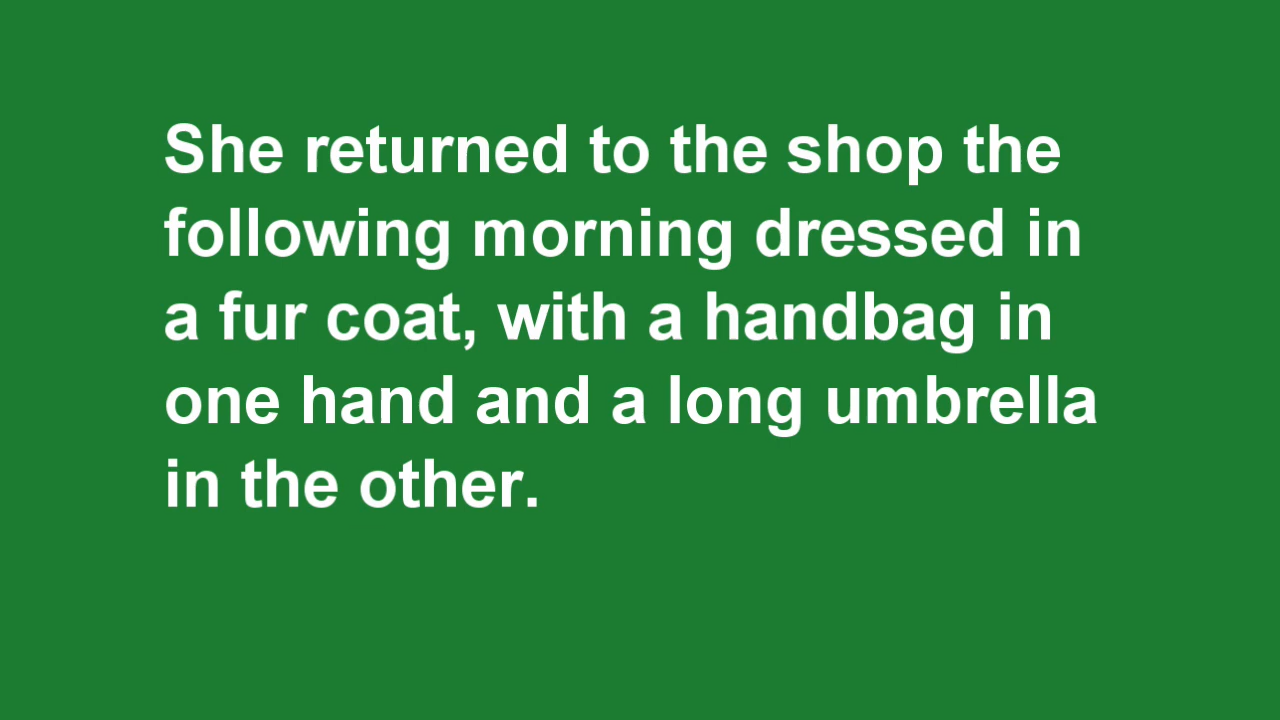 She returned to the shop the
following morning dressed in
a fur coat, with a handbag in
one hand and a long umbrella
in the other.